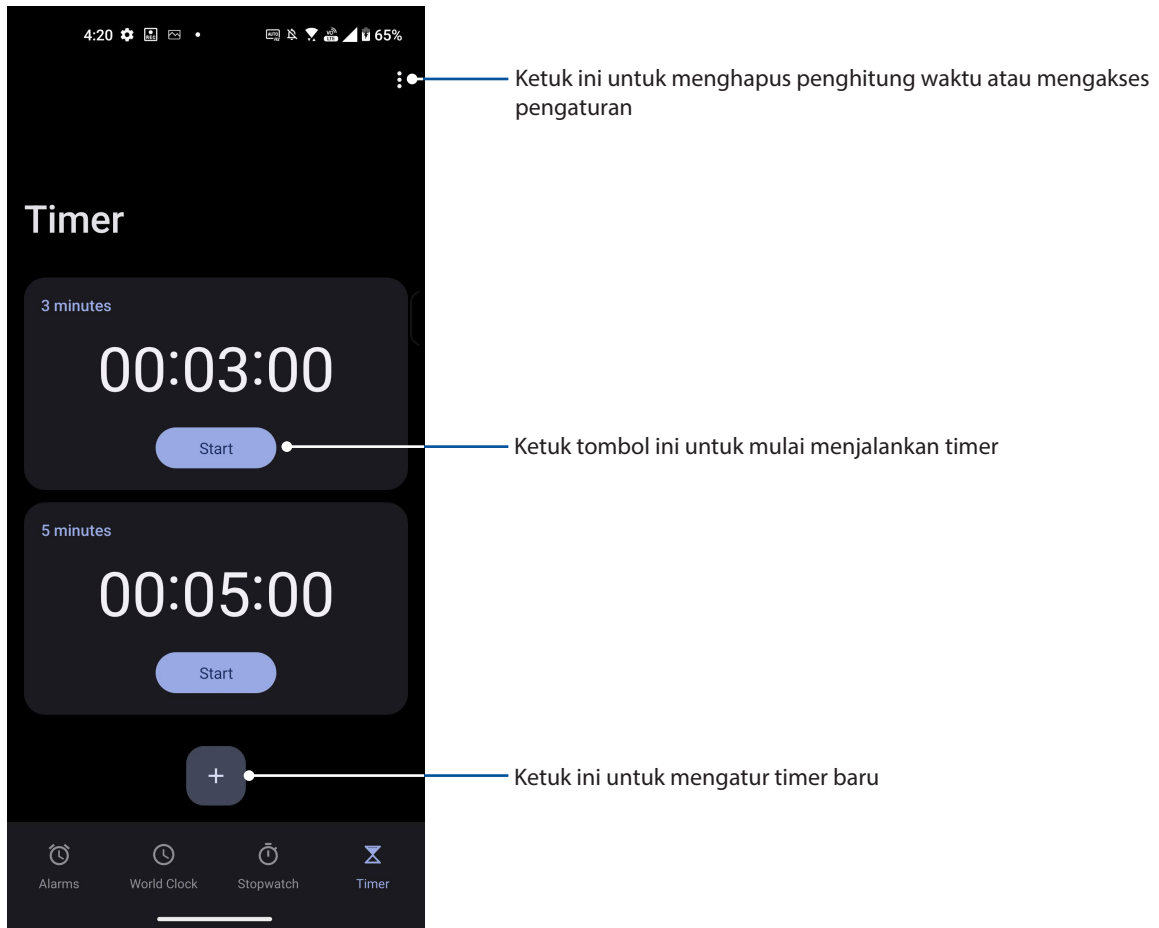 4:20
65%
Ketuk ini untuk menghapus penghitung waktu atau mengakses
pengaturan
Timer
3 minutes
00:03:00
Start
Ketuk tombol ini untuk mulai menjalankan timer
5 minutes
00:05:00
Start
+
Ketuk ini untuk mengatur timer baru
Alarms World Clock Stopwatch Timer